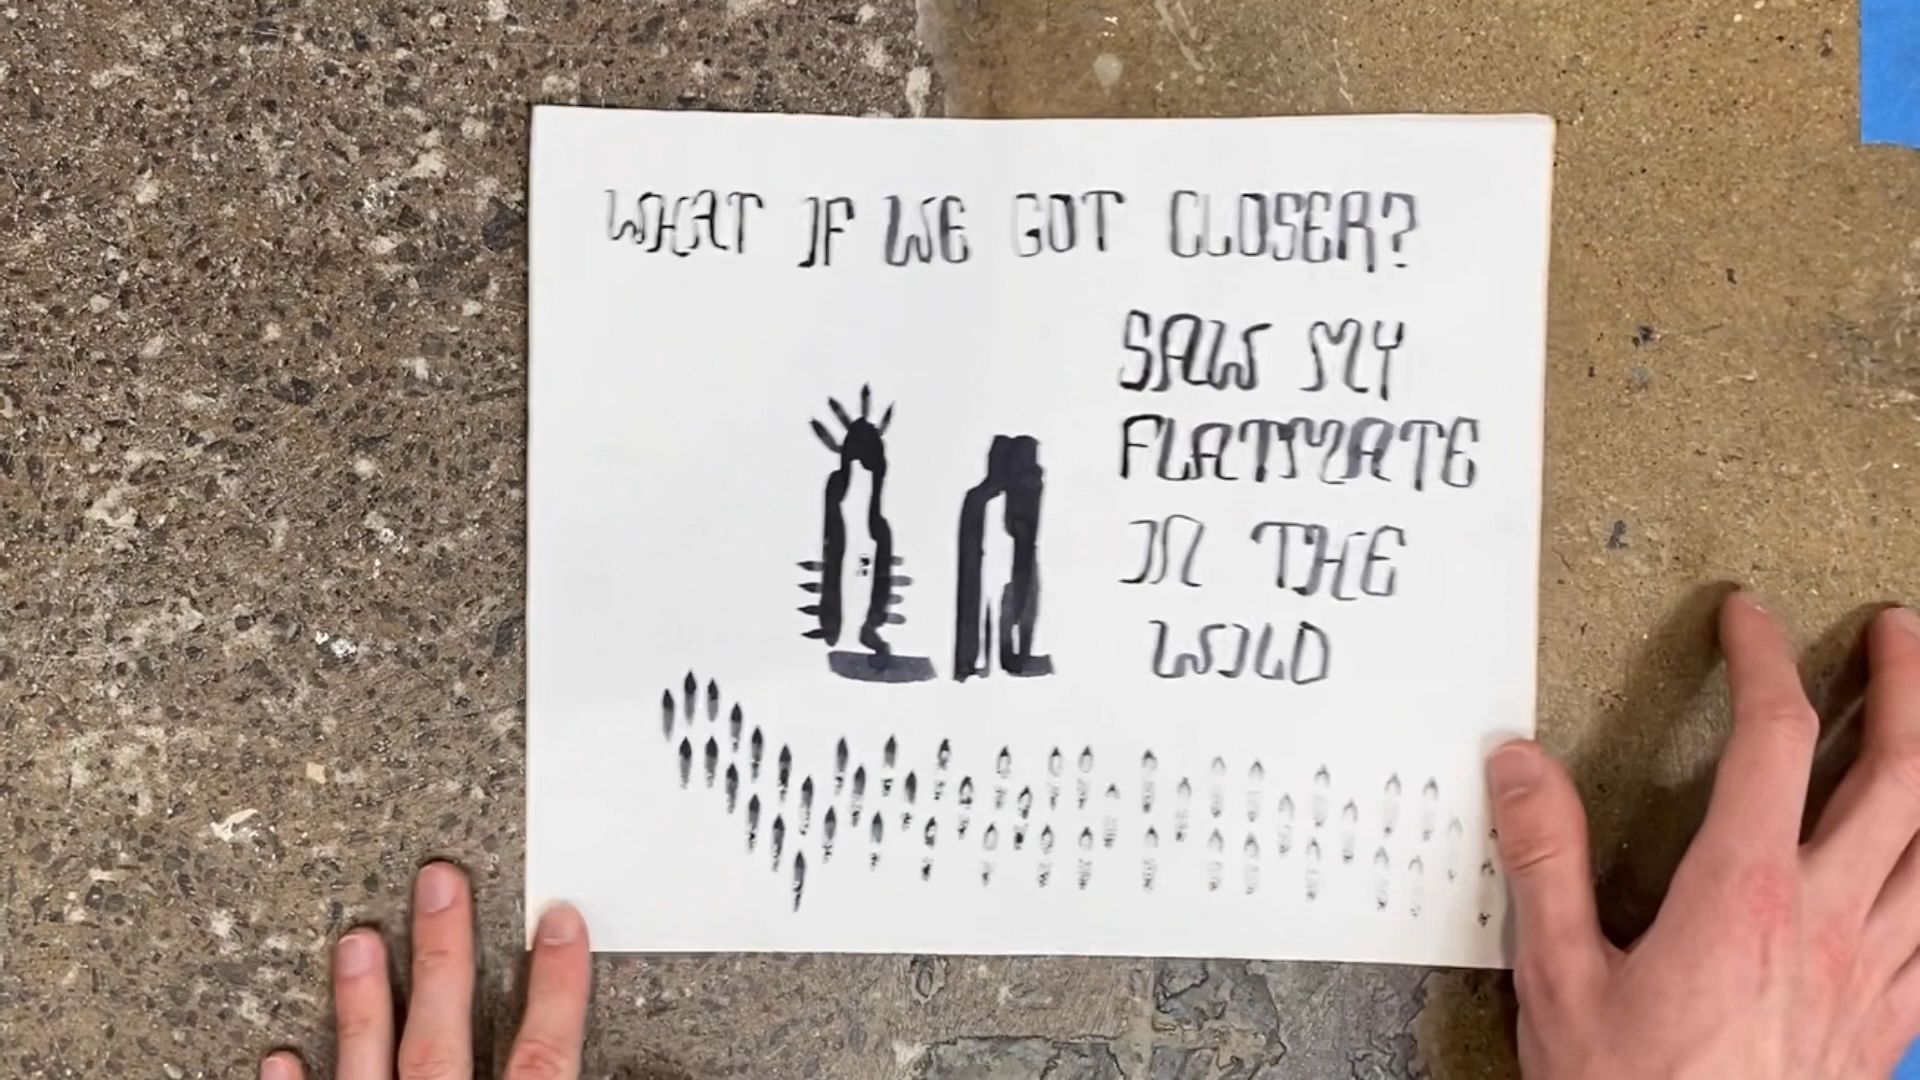 WHAT IF WE GOT CLOSER?
SAW MY
FLATMATE
IN THE
WILD